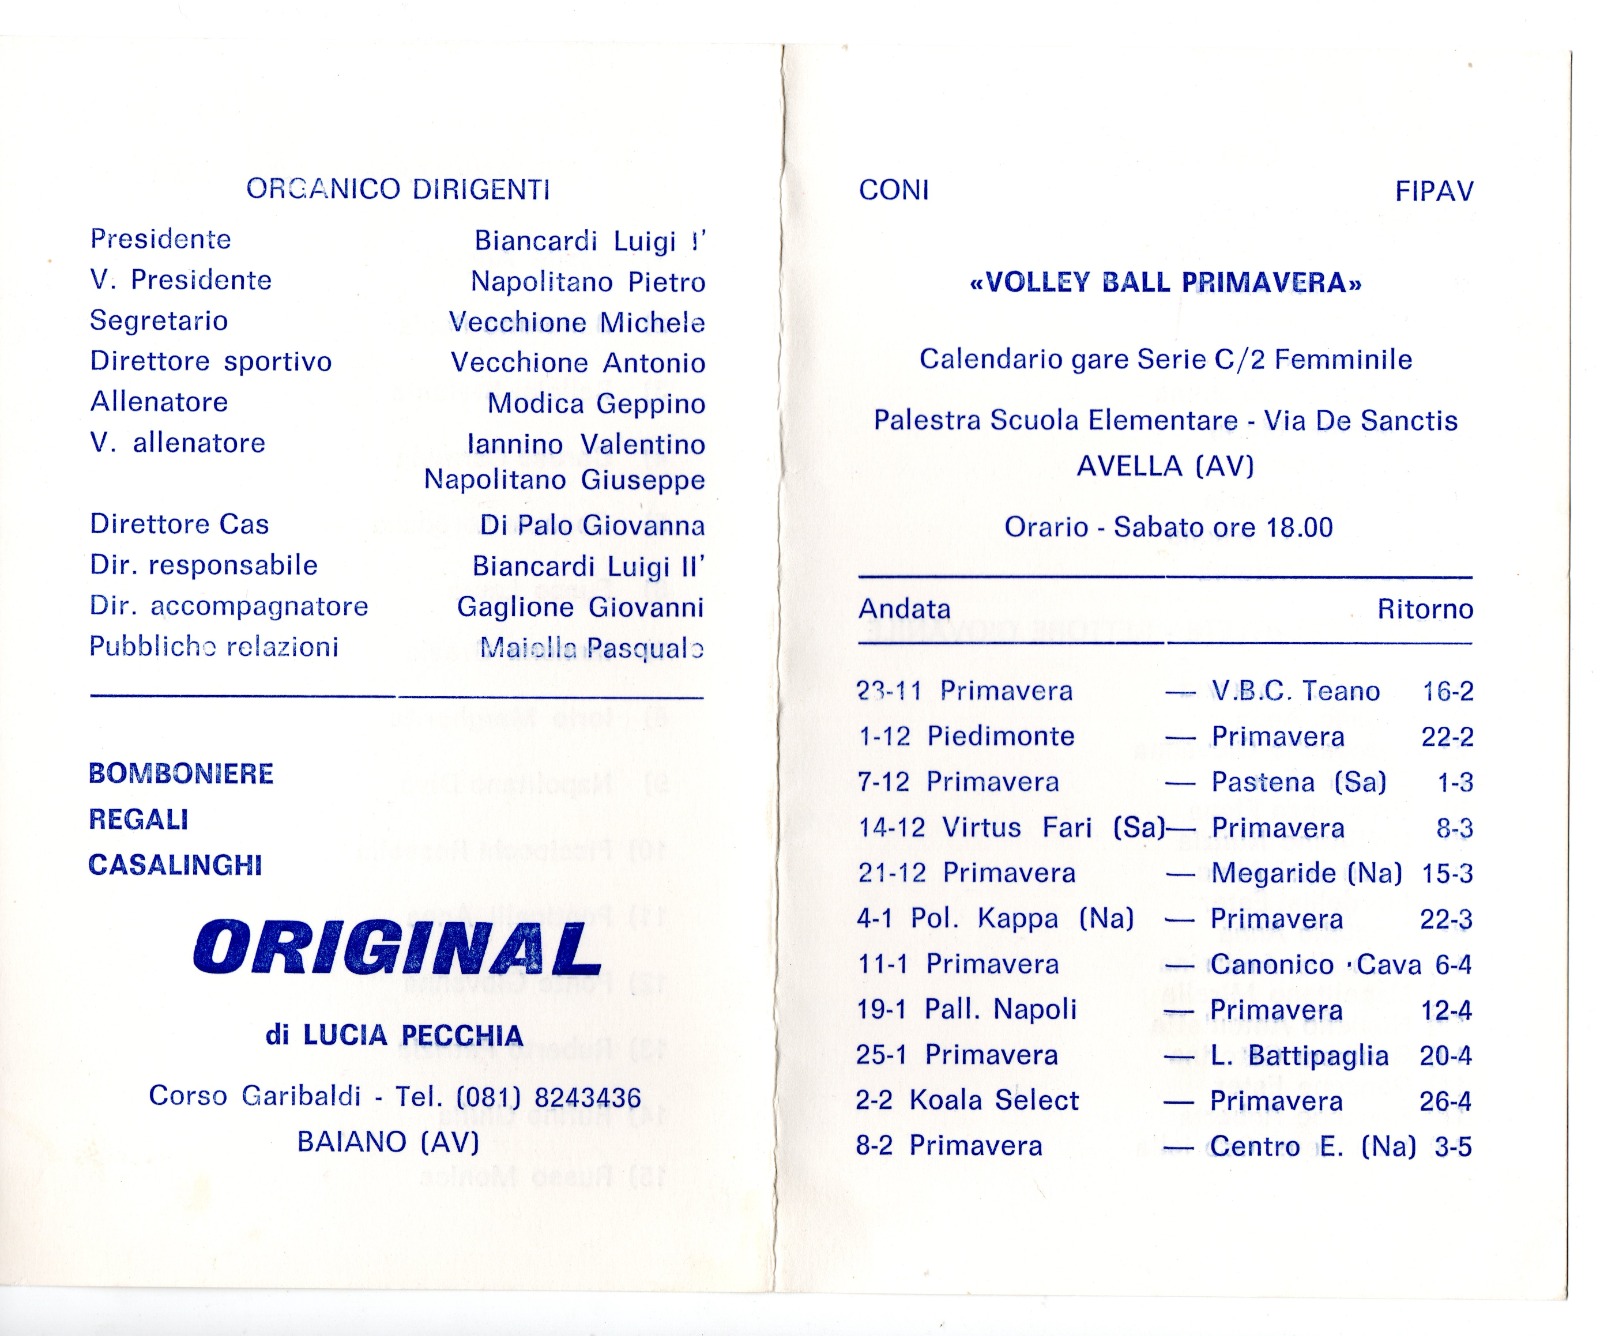 ORGANICO DIRIGENTI
Presidente Biancardi Luigi I'
V. Presidente Napolitano Pietro
Segretario Vecchione Michele
Direttore sportivo Vecchione Antonio
Allenatore Modica Geppino
V. allenatore Iannino Valentino
Napolitano Giuseppe
Direttore Cas Di Palo Giovanna
Dir. responsabile Biancardi Luigi II'
Dir. accompagnatore Gaglione Giovanni
Pubbliche relazioni Maiella Pasquale
BOMBONIERE
REGALI
CASALINGHI
ORIGINAL
di LUCIA PECCHIA
Corso Garibaldi - Tel. (081) 8243436
BAIANO (AV)
CONI FIPAV
«VOLLEY BALL PRIMAVERA»
Calendario gare Serie C/2 Femminile
Palestra Scuola Elementare - Via De Sanctis
AVELLA (AV)
Orario - Sabato ore 18.00
Andata Ritorno
23-11 Primavera — V.B.C. Teano 16-2
1-12 Piedimonte — Primavera 22-2
7-12 Primavera — Pastena (Sa) 1-3
14-12 Virtus Fari (Sa)— Primavera 8-3
21-12 Primavera — Megaride (Na) 15-3
4-1 Pol. Kappa (Na) — Primavera 22-3
11-1 Primavera — Canonico ·Cava 6-4
19-1 Pall. Napoli — Primavera 12-4
25-1 Primavera — L. Battipaglia 20-4
2-2 Koala Select — Primavera 26-4
8-2 Primavera — Centro E. (Na) 3-5